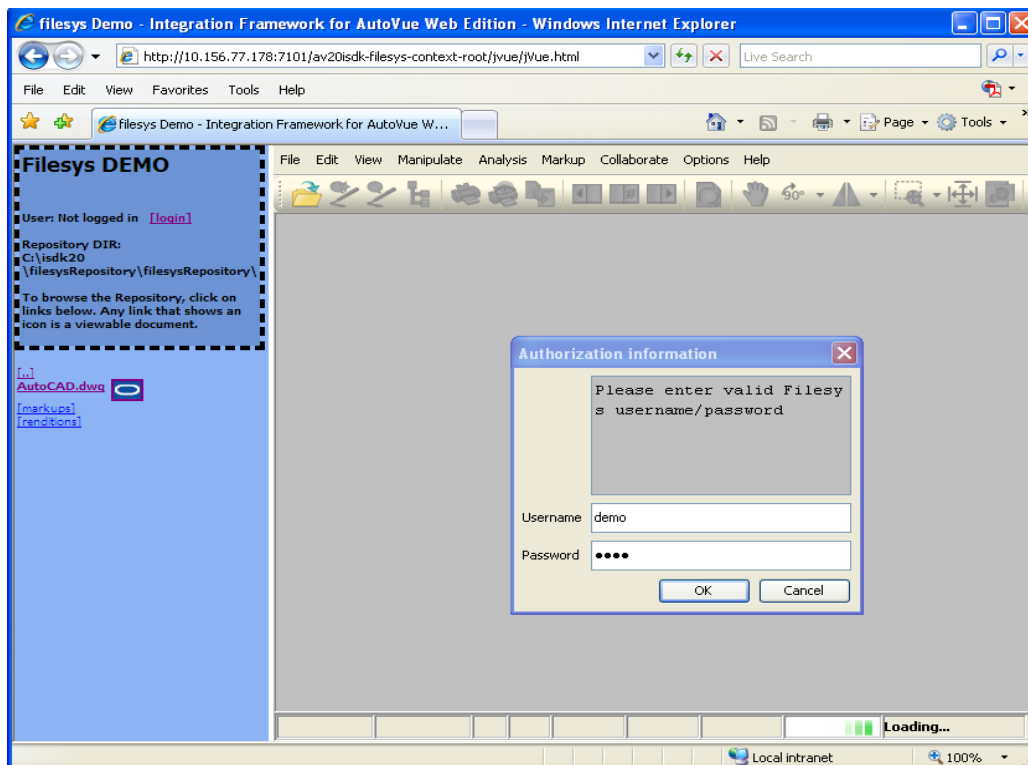 filesys Demo - Integration Framework for AutoVue Web Edition - Windows Internet Explorer
http://10.156.77.178:7101/av20isdk-filesys-context-root/jvue/jVue.html
Live Search
File Edit View Favorites Tools Help
filesys Demo - Integration Framework for AutoVue W...
Page Tools
Filesys DEMO
User: Not logged in [login]
Repository DIR:
C:\isdk20
\filesysRepository\filesysRepository\
To browse the Repository, click on
links below. Any link that shows an
icon is a viewable document.
[..]
AutoCAD.dwg
[markups]
[renditions]
File Edit View Manipulate Analysis Markup Collaborate Options Help
90°
Authorization information
Please enter valid Filesy
s username/password
Username demo
Password ●●●●
OK Cancel
Loading...
Local intranet 100%